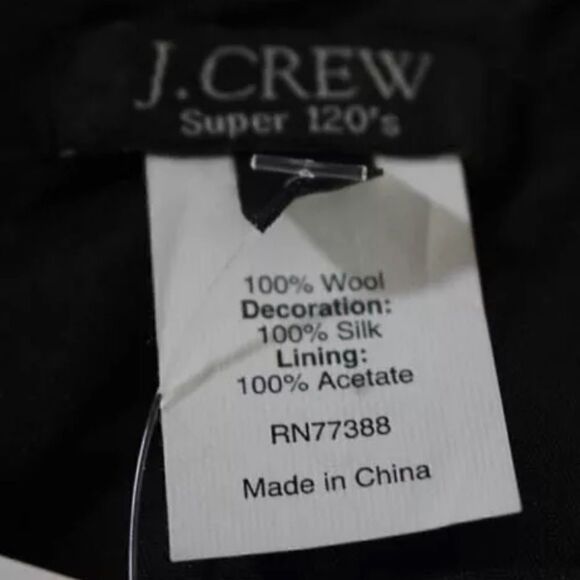 J.CREW
Super 120's
100% Wool
Decoration:
100% Silk
Lining:
100% Acetate
RN77388
Made in China